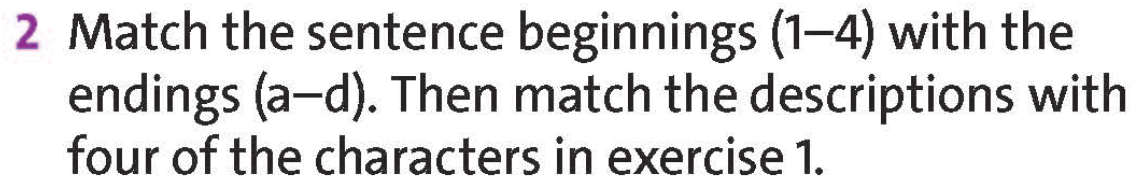 2 Match the sentence beginnings (1–4) with the
endings (a–d). Then match the descriptions with
four of the characters in exercise 1.